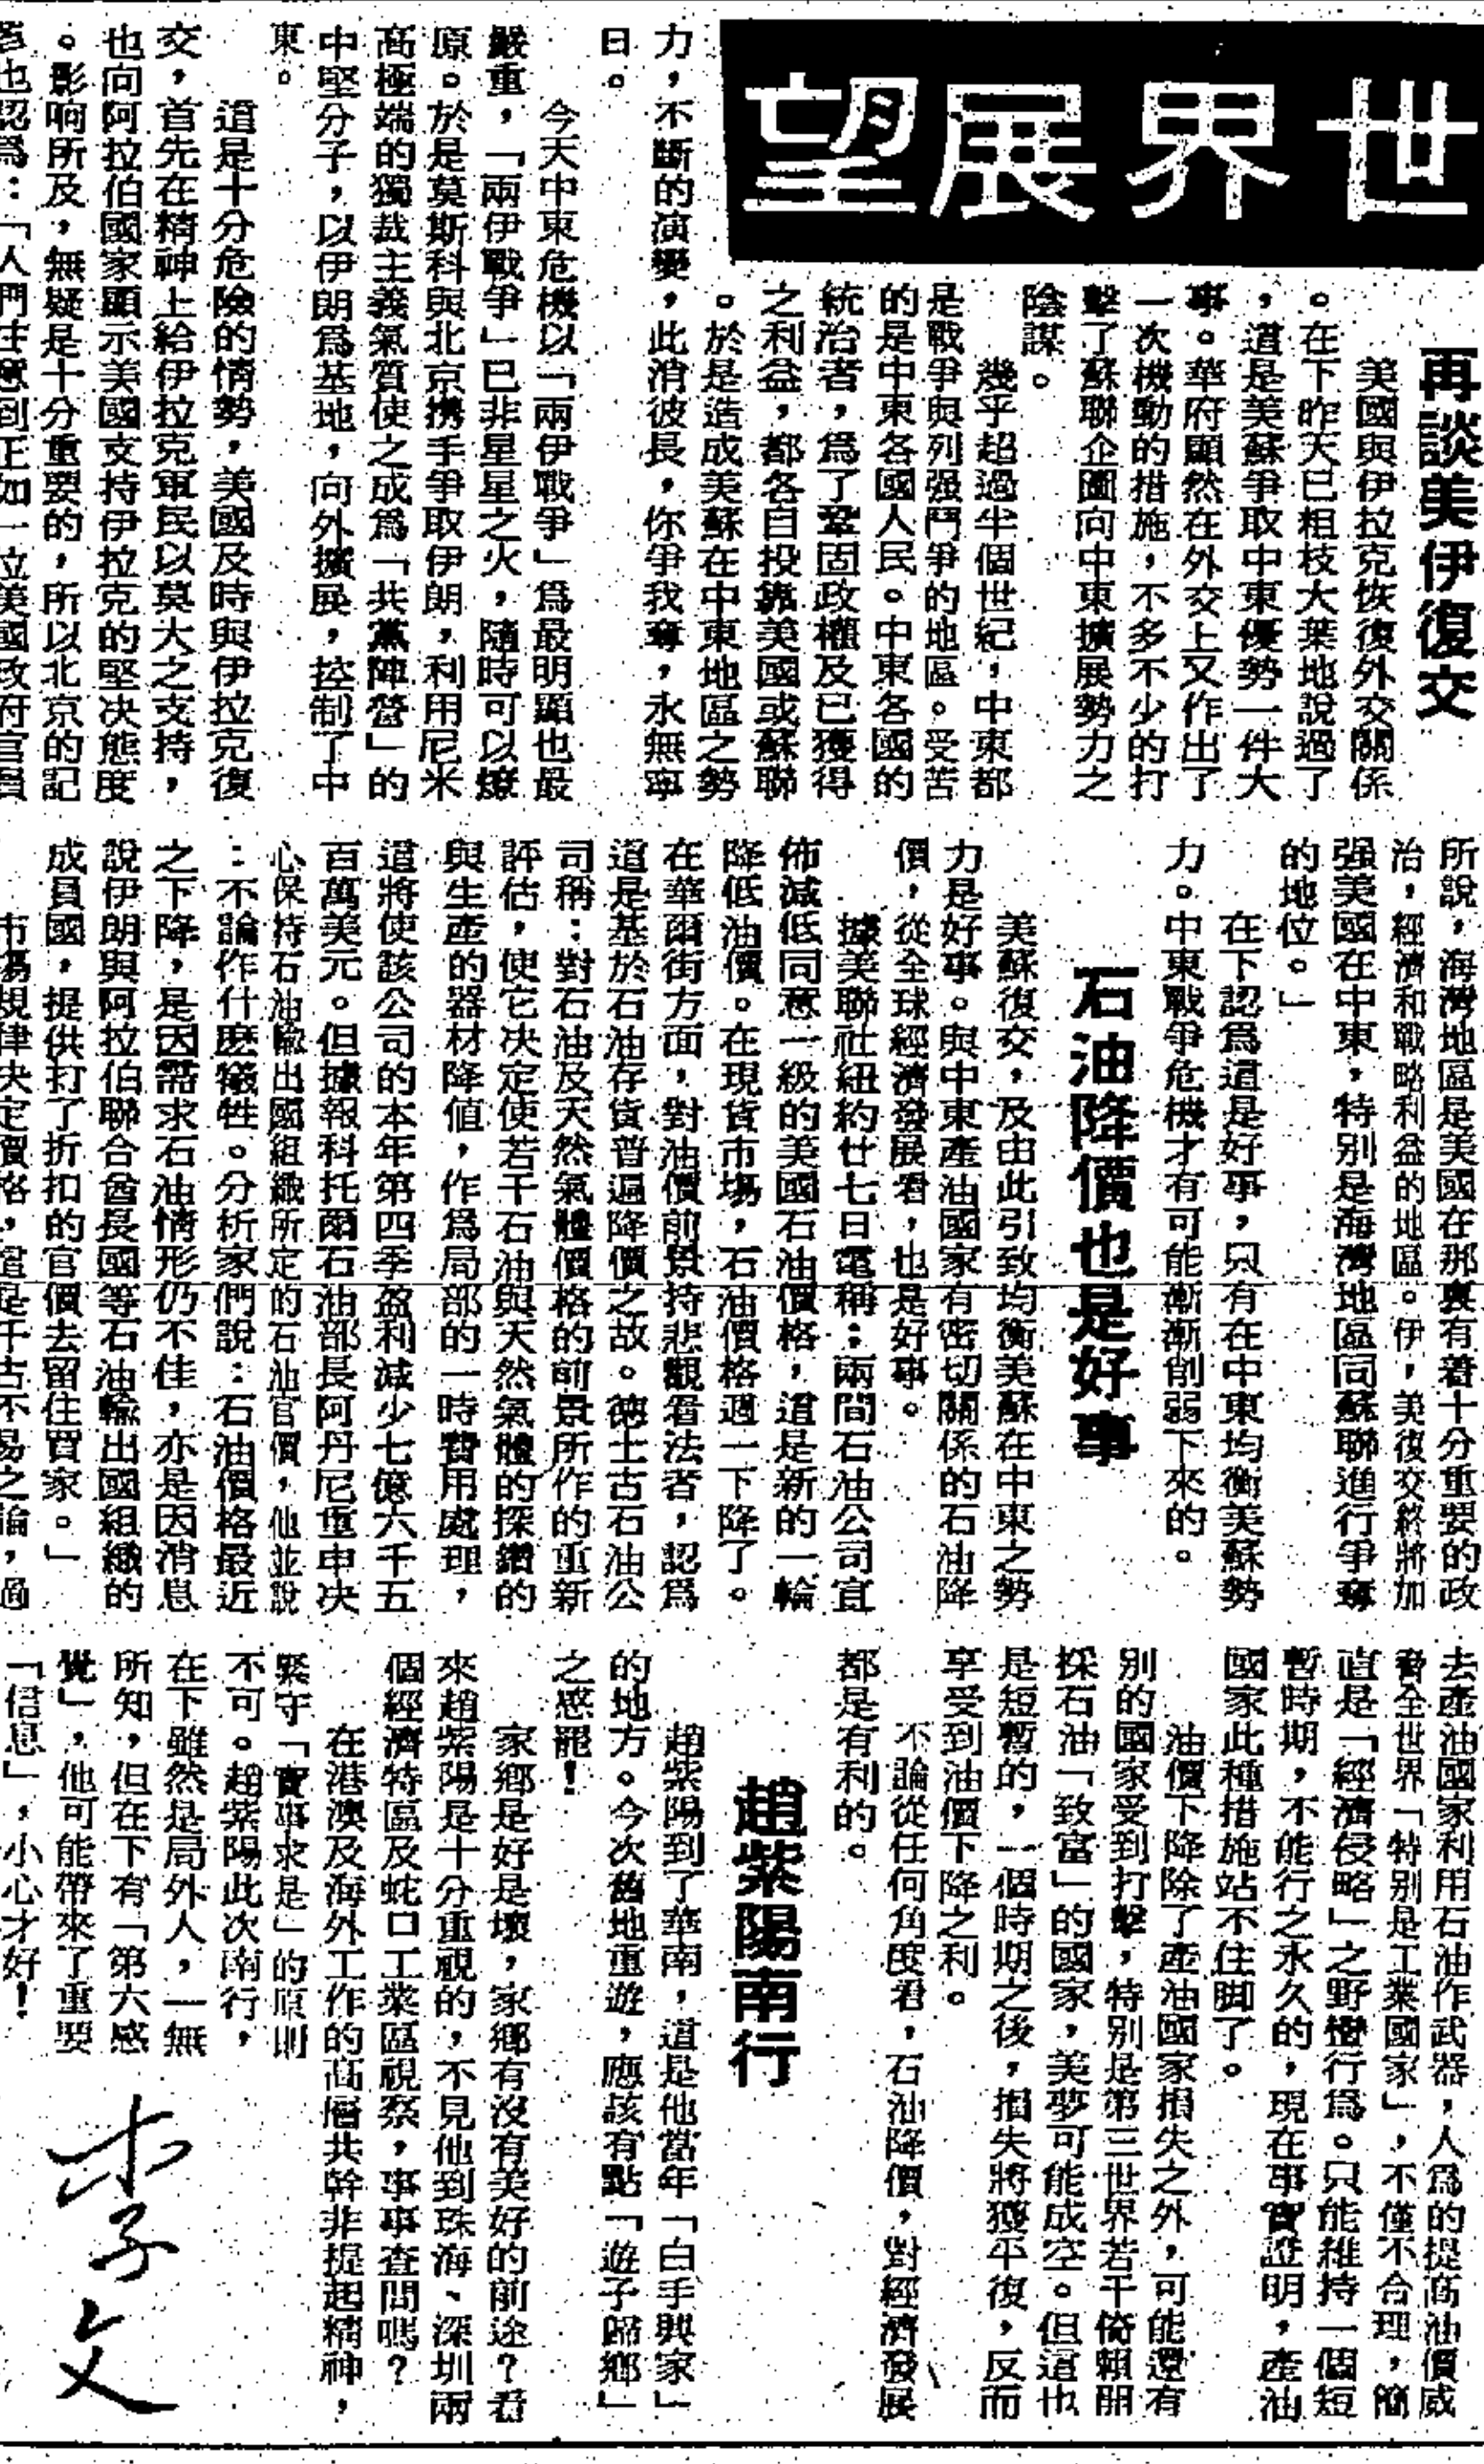 世界展望
再談美伊復交
美國與伊拉克恢復外交關係
。在下昨天已粗枝大葉地說過了
，這是美蘇爭取中東優勢一件大
事。華府顯然在外交上又作出了
一次機動的措施，不多不少的打
擊了蘇聯企圖向中東擴展勢力之
陰謀。
幾乎超過半個世紀，中東都
是戰爭與列强鬥爭的地區。受苦
的是中東各國人民。中東各國的
統治者，爲了鞏固政權及已獲得
之利益，都各自投靠美國或蘇聯
。於是造成美蘇在中東地區之勢
力，不斷的演變，此消彼長，你爭我奪，永無寧
日。
今天中東危機以「兩伊戰爭」爲最明顯也最
嚴重，「兩伊戰爭」已非星星之火，隨時可以燎
原。於是莫斯科與北京携手爭取伊朗，利用尼米
高極端的獨裁主義氣質使之成爲「共黨陣營」的
中堅分子，以伊朗爲基地，向外擴展，控制了中
東。
這是十分危險的情勢，美國及時與伊拉克復
交，首先在精神上給伊拉克軍民以莫大之支持，
也向阿拉伯國家顯示美國支持伊拉克的堅決態度
。影响所及，無疑是十分重要的，所以北京的記
者也認爲：「人們注意到正如一位美國政府官員
所說，海灣地區是美國在那裏有着十分重要的政
治，經濟和戰略利益的地區。伊，美復交終將加
强美國在中東，特別是海灣地區同蘇聯進行爭奪
的地位。」
在下認爲這是好事，只有在中東均衡美蘇勢
力。中東戰爭危機才有可能漸漸削弱下來的。
石油降價也是好事
美蘇復交，及由此引致均衡美蘇在中東之勢
力是好事。與中東產油國家有密切關係的石油降
價，從全球經濟發展看，也是好事。
據美聯社紐約廿七日電稱：兩間石油公司宣
佈減低同意一級的美國石油價格，這是新的一輪
降低油價。在現貨市場，石油價格週一下降了。
在華爾街方面，對油價前景持悲觀看法者，認爲
這是基於石油存貨普遍降價之故。德士古石油公
司稱：對石油及天然氣體價格的前景所作的重新
評估，使它决定使若干石油與天然氣體的探鑽的
與生產的器材降值，作爲局部的一時費用處理，
這將使該公司的本年第四季盈利減少七億六千五
百萬美元。但據報科托爾石油部長阿丹尼重申决
心保持石油輸出國組織所定的石油官價，他並說
：不論作什麽犧牲。分析家們說：石油價格最近
之下降，是因需求石油情形仍不佳，亦是因消息
說伊朗與阿拉伯聯合酋長國等石油輸出國組織的
成員國，提供打了折扣的官價去留住買家。」
市場規律决定價格，這是千古不易之論，過
去產油國家利用石油作武器，人爲的提高油價威
脅全世界「特別是工業國家」，不僅不合理，簡
直是「經濟侵略」之野蠻行爲。只能維持一個短
暫時期，不能行之永久的，現在事實證明，產油
國家此種措施站不住脚了。
油價下降除了產油國家損失之外，可能還有
別的國家受到打擊，特別是第三世界若干倚賴開
採石油「致富」的國家，美夢可能成空。但這也
是短暫的，一個時期之後，損失將獲平復，反而
享受到油價下降之利。
不論從任何角度看，石油降價，對經濟發展
都是有利的。
趙紫陽南行
趙紫陽到了華南，這是他當年「白手興家」
的地方。今次舊地重遊，應該有點「遊子歸鄉」
之感罷！
家鄉是好是壞，家鄉有沒有美好的前途？看
來趙紫陽是十分重視的，不見他到珠海、深圳兩
個經濟特區及蛇口工業區視察，事事查問嗎？
在港澳及海外工作的高層共幹非提起精神，
緊守「實事求是」的原則
不可。趙紫陽此次南行，
在下雖然是局外人，一無
所知，但在下有「第六感
覺」，他可能帶來了重要
「信息」，小心才好！
李文